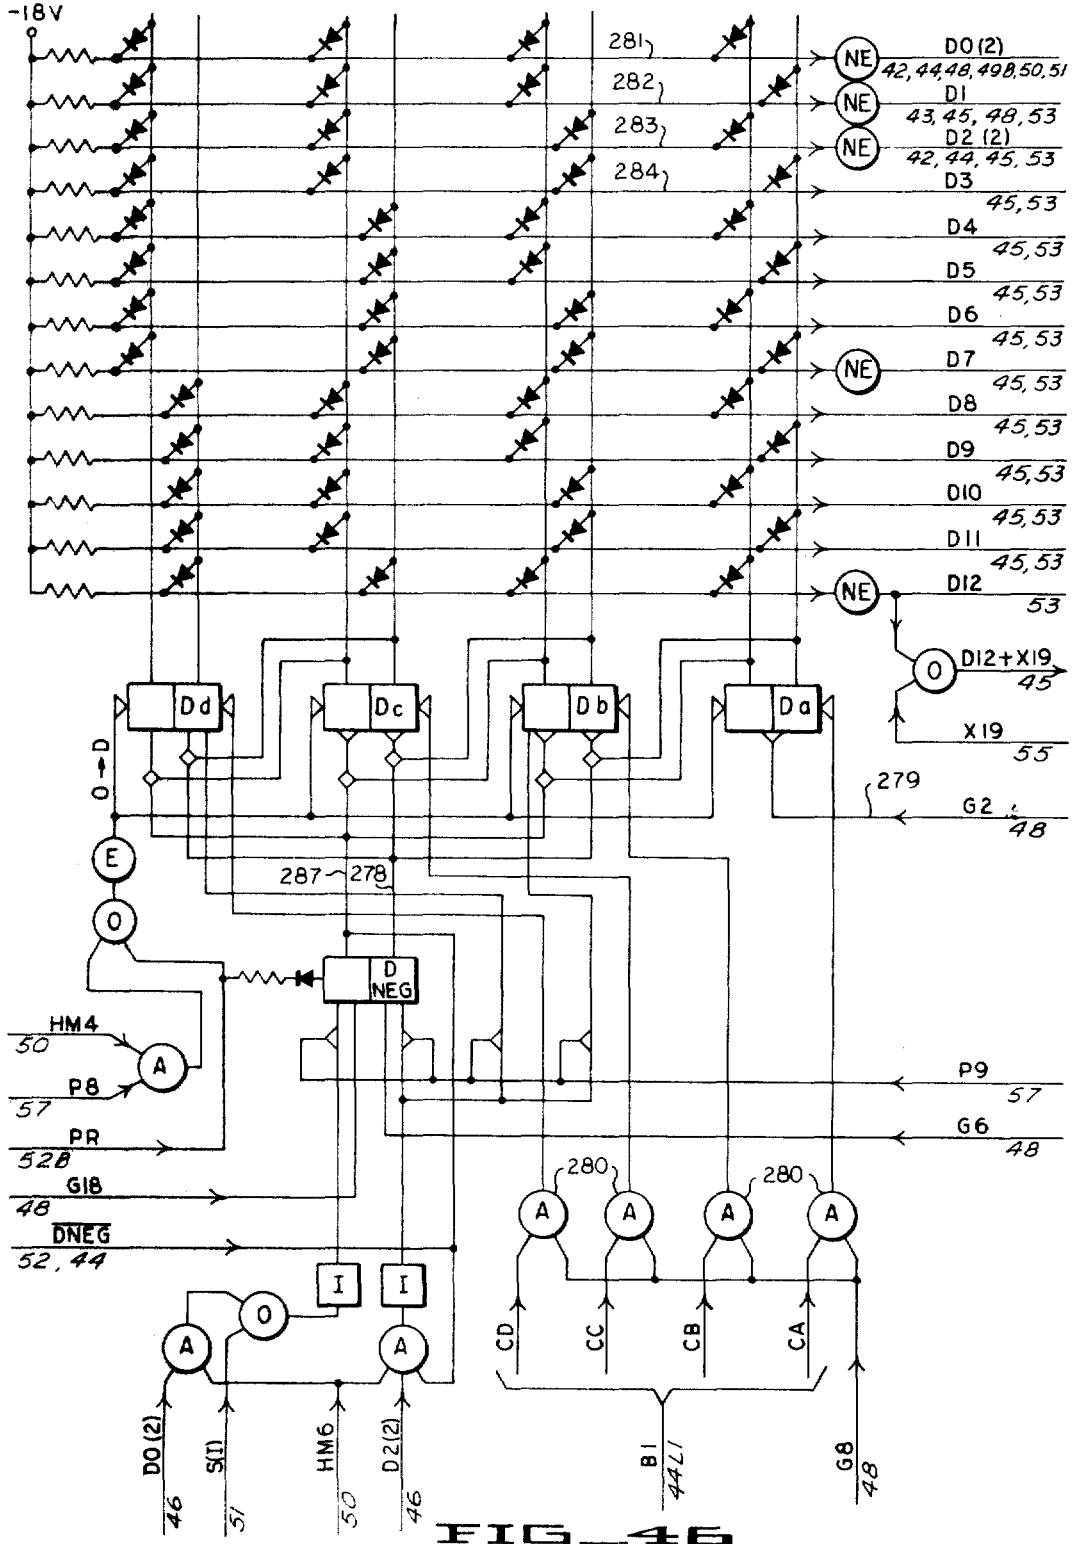 -18V
281
NE
D0(2)
42,44,48,49B,50,51
282
NE
D1
43,45,48,53
283
NE
D2(2)
42,44,45,53
284
D3
45,53
D4
45,53
D5
45,53
D6
45,53
NE
D7
45,53
D8
45,53
D9
45,53
D10
45,53
D11
45,53
NE
D12
53
O
D12+X19
45
X19
55
Dd
Dc
Db
Da
O→D
279
G2
48
E
287
278
O
D
NEG
HM4
50
A
P8
57
P9
57
PR
52B
G6
48
G18
48
280
280
A
A
A
A
DNEG
52,44
I
I
O
A
A
CD
CC
CB
CA
D0(2)
46
S(I)
51
HM6
50
D2(2)
46
B1
44L1
G8
48
FIG_46